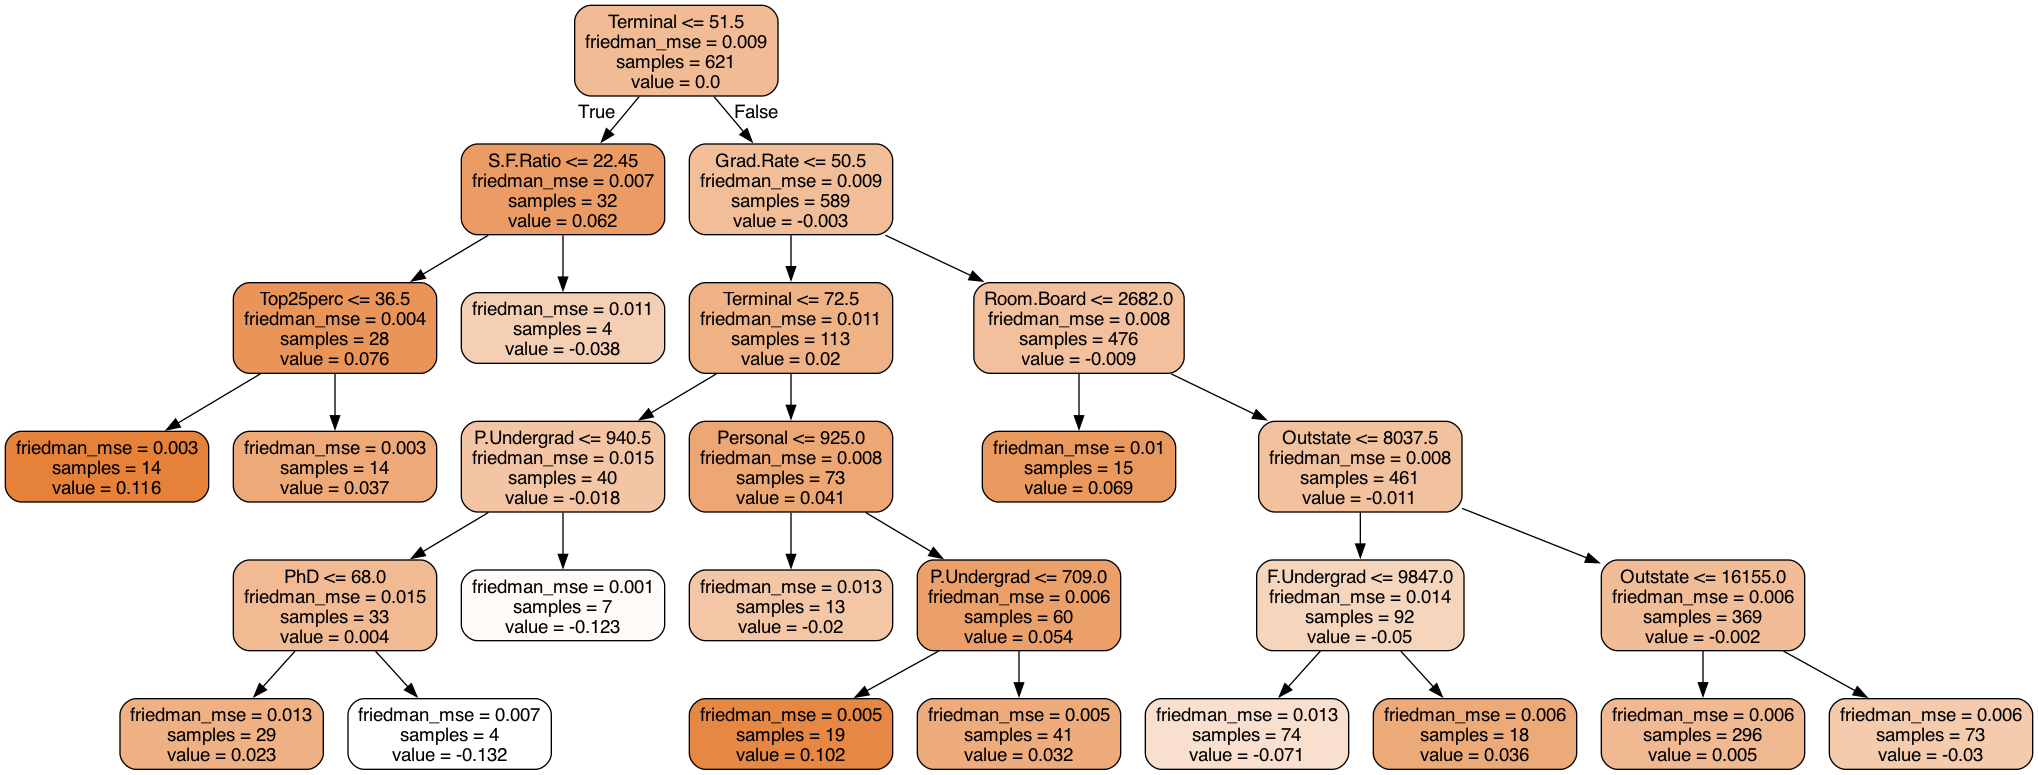 Terminal <= 51.5
friedman_mse = 0.009
samples = 621
value = 0.0
True
False
S.F.Ratio <= 22.45
friedman_mse = 0.007
samples = 32
value = 0.062
Grad.Rate <= 50.5
friedman_mse = 0.009
samples = 589
value = -0.003
Top25perc <= 36.5
friedman_mse = 0.004
samples = 28
value = 0.076
friedman_mse = 0.011
samples = 4
value = -0.038
Terminal <= 72.5
friedman_mse = 0.011
samples = 113
value = 0.02
Room.Board <= 2682.0
friedman_mse = 0.008
samples = 476
value = -0.009
friedman_mse = 0.003
samples = 14
value = 0.116
friedman_mse = 0.003
samples = 14
value = 0.037
P.Undergrad <= 940.5
friedman_mse = 0.015
samples = 40
value = -0.018
Personal <= 925.0
friedman_mse = 0.008
samples = 73
value = 0.041
friedman_mse = 0.01
samples = 15
value = 0.069
Outstate <= 8037.5
friedman_mse = 0.008
samples = 461
value = -0.011
PhD <= 68.0
friedman_mse = 0.015
samples = 33
value = 0.004
friedman_mse = 0.001
samples = 7
value = -0.123
friedman_mse = 0.013
samples = 13
value = -0.02
P.Undergrad <= 709.0
friedman_mse = 0.006
samples = 60
value = 0.054
F.Undergrad <= 9847.0
friedman_mse = 0.014
samples = 92
value = -0.05
Outstate <= 16155.0
friedman_mse = 0.006
samples = 369
value = -0.002
friedman_mse = 0.013
samples = 29
value = 0.023
friedman_mse = 0.007
samples = 4
value = -0.132
friedman_mse = 0.005
samples = 19
value = 0.102
friedman_mse = 0.005
samples = 41
value = 0.032
friedman_mse = 0.013
samples = 74
value = -0.071
friedman_mse = 0.006
samples = 18
value = 0.036
friedman_mse = 0.006
samples = 296
value = 0.005
friedman_mse = 0.006
samples = 73
value = -0.03